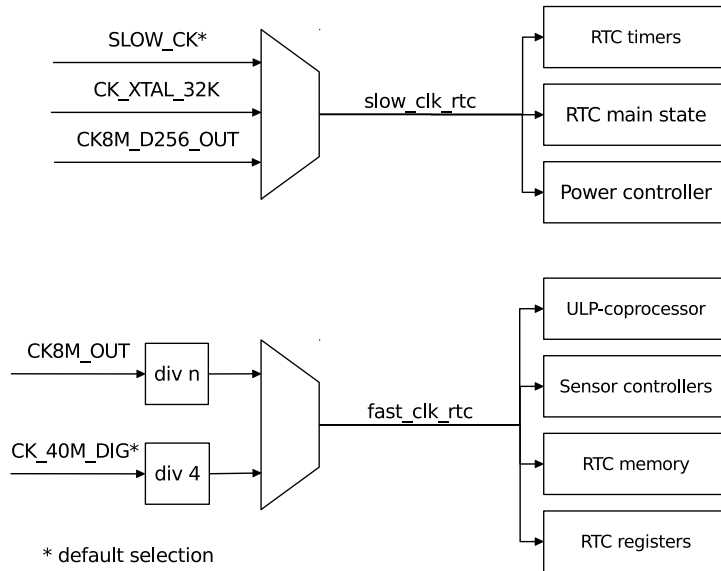 SLOW_CK*
CK_XTAL_32K
CK8M_D256_OUT
slow_clk_rtc
RTC timers
RTC main state
Power controller
CK8M_OUT
div n
CK_40M_DIG*
div 4
fast_clk_rtc
ULP-coprocessor
Sensor controllers
RTC memory
RTC registers
* default selection